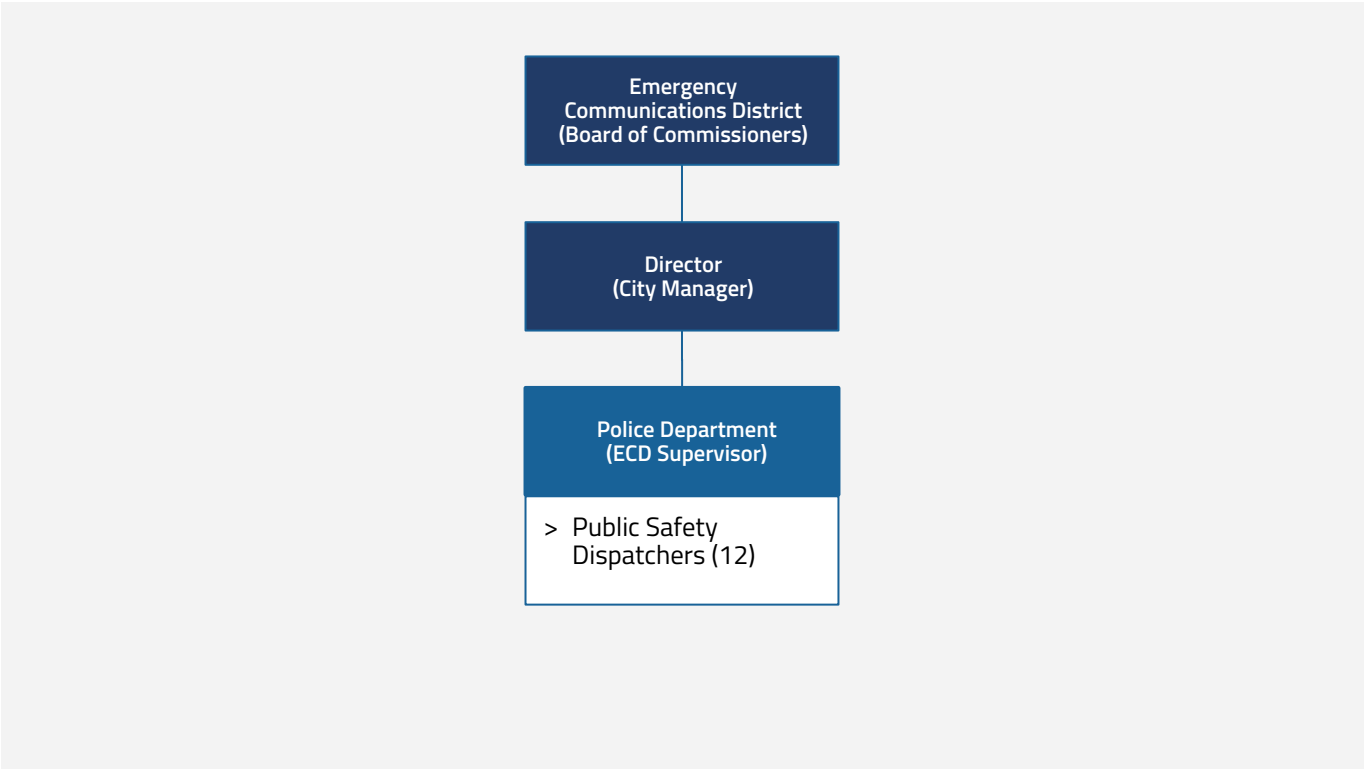 Emergency
Communications District
(Board of Commissioners)
Director
(City Manager)
Police Department
(ECD Supervisor)
> Public Safety
Dispatchers (12)